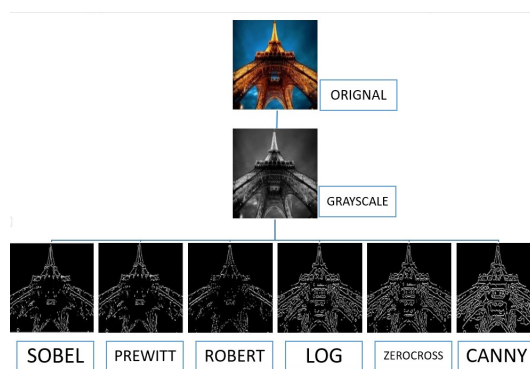 ORIGNAL
GRAYSCALE
SOBEL
PREWITT
ROBERT
LOG
ZEROCROSS
CANNY